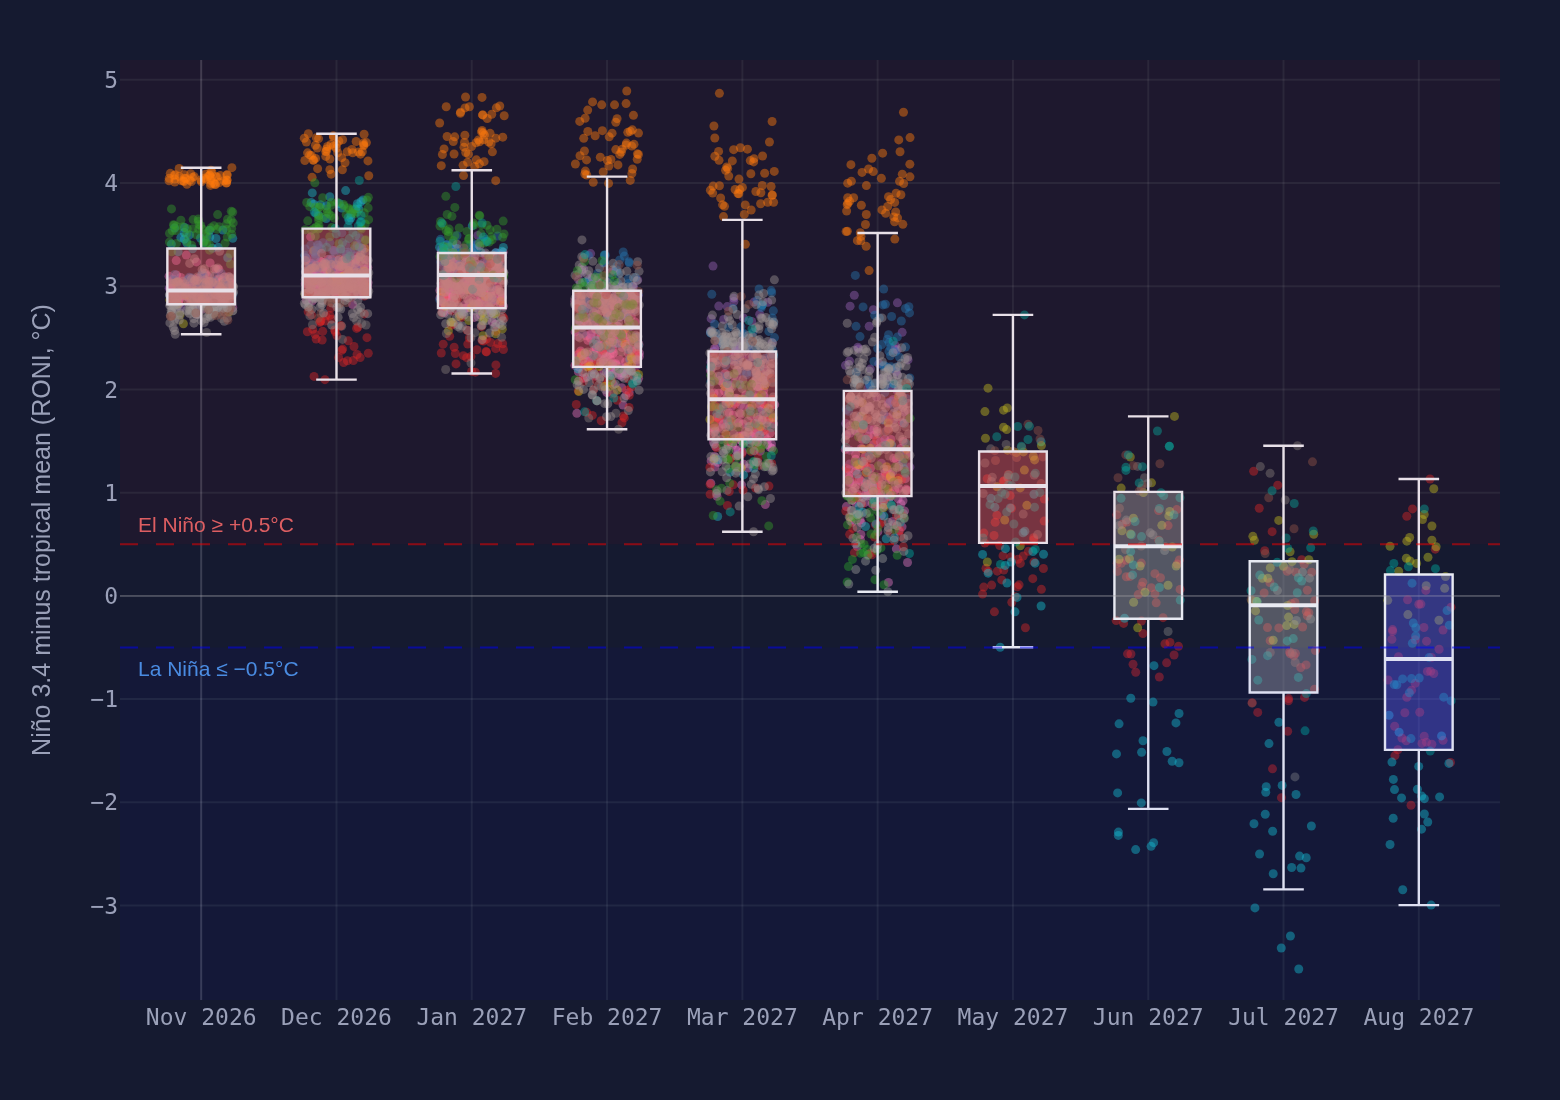 Niño 3.4 minus tropical mean (RONI, °C)
5
4
3
2
1
0
−1
−2
−3
El Niño ≥ +0.5°C
La Niña ≤ −0.5°C
Nov 2026 Dec 2026 Jan 2027 Feb 2027 Mar 2027 Apr 2027 May 2027 Jun 2027 Jul 2027 Aug 2027